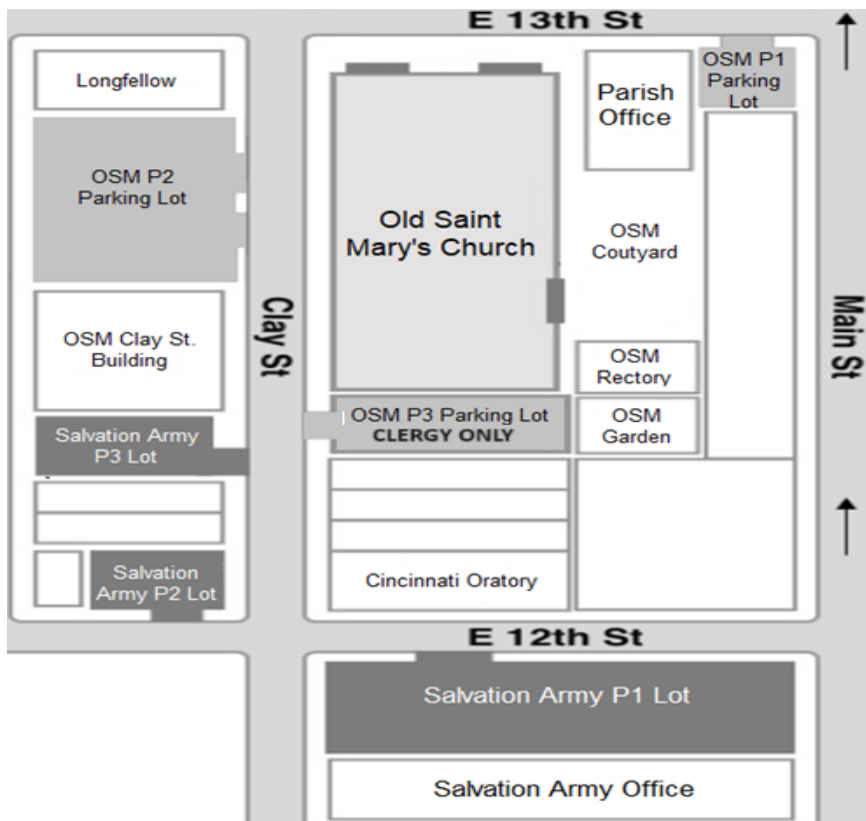 E 13th St
Longfellow
OSM P1
Parking
Lot
Parish
Office
OSM P2
Parking Lot
Old Saint
Mary's Church
OSM
Coutyard
Clay St
Main St
OSM Clay St.
Building
OSM
Rectory
OSM P3 Parking Lot
CLERGY ONLY
OSM
Garden
Salvation Army
P3 Lot
Salvation
Army P2 Lot
Cincinnati Oratory
E 12th St
Salvation Army P1 Lot
Salvation Army Office